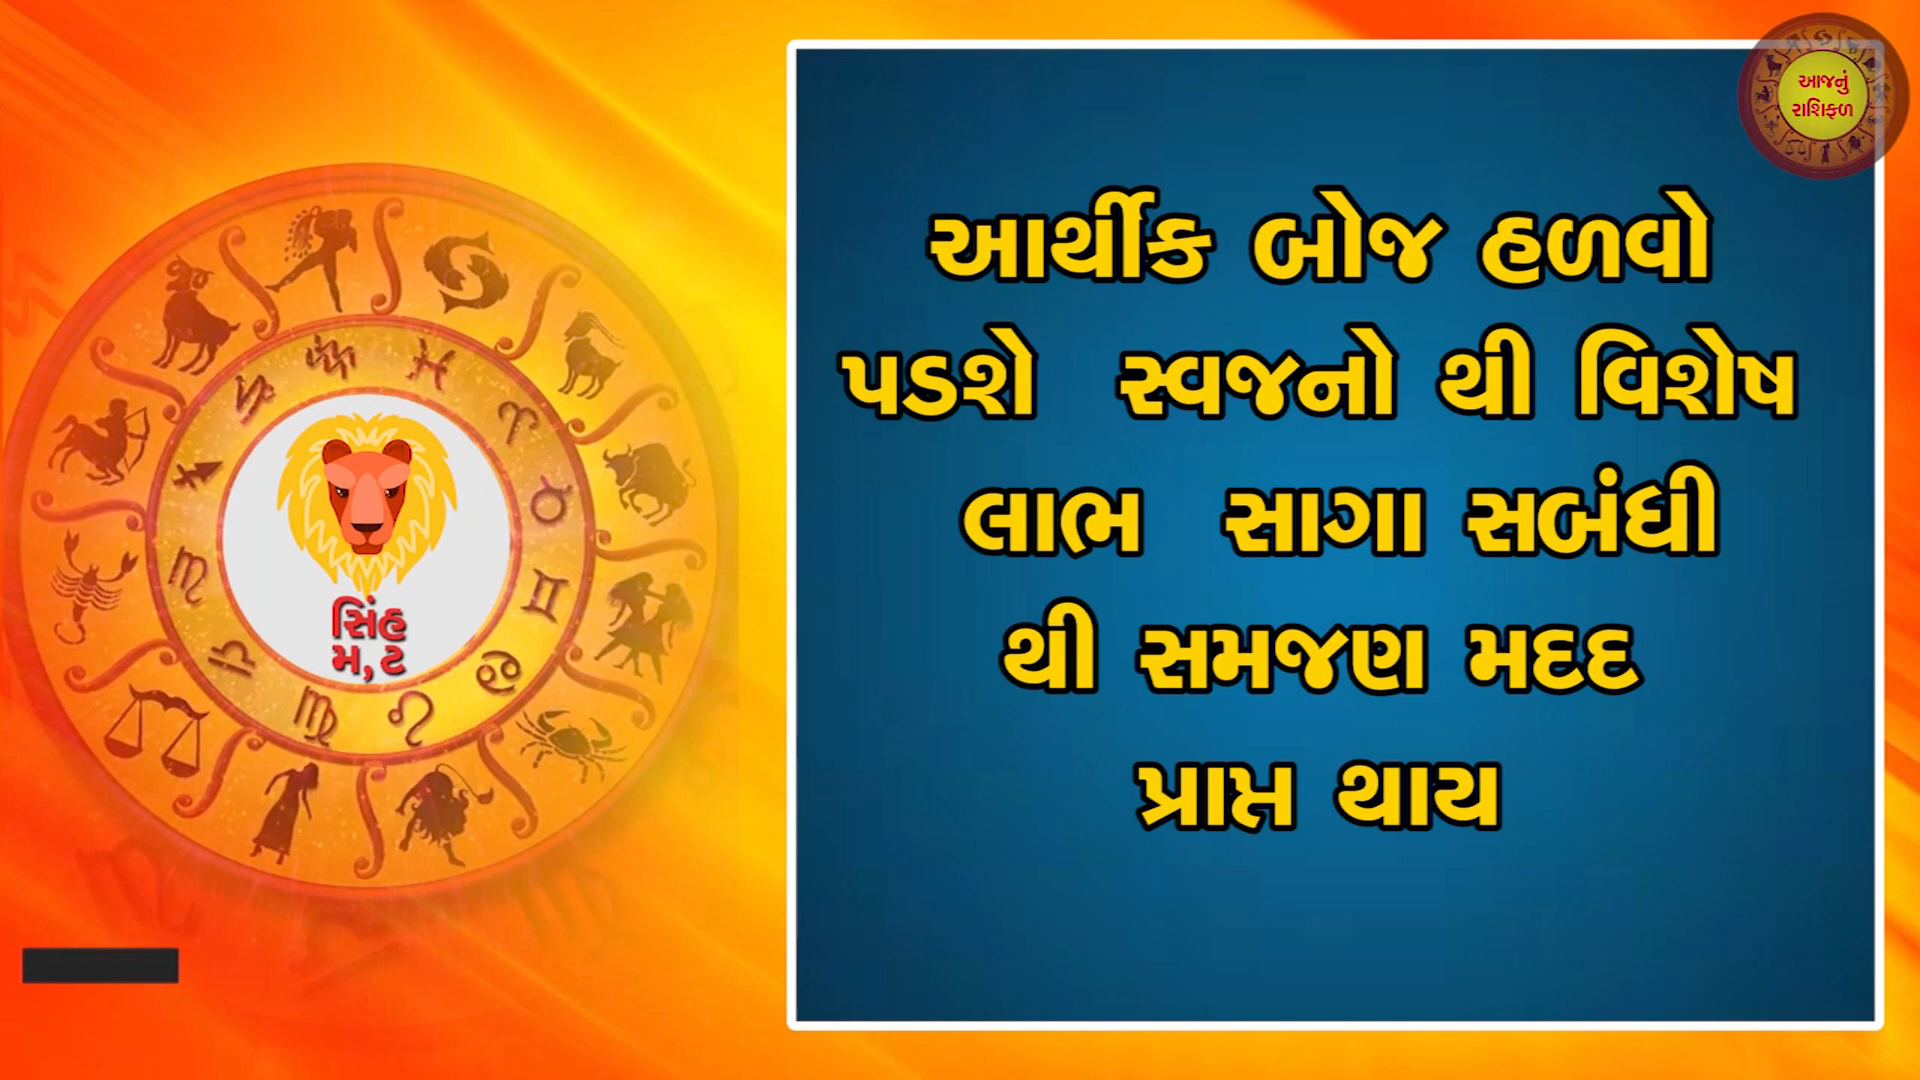 આજનું
રાશિફળ
આર્થીક બોજ હળવો
પડશે સ્વજનો થી વિશેષ
લાભ સાગા સબંધી
થી સમજણ મદદ
પ્રાપ્ત થાય
સિંહ
મ, ટ